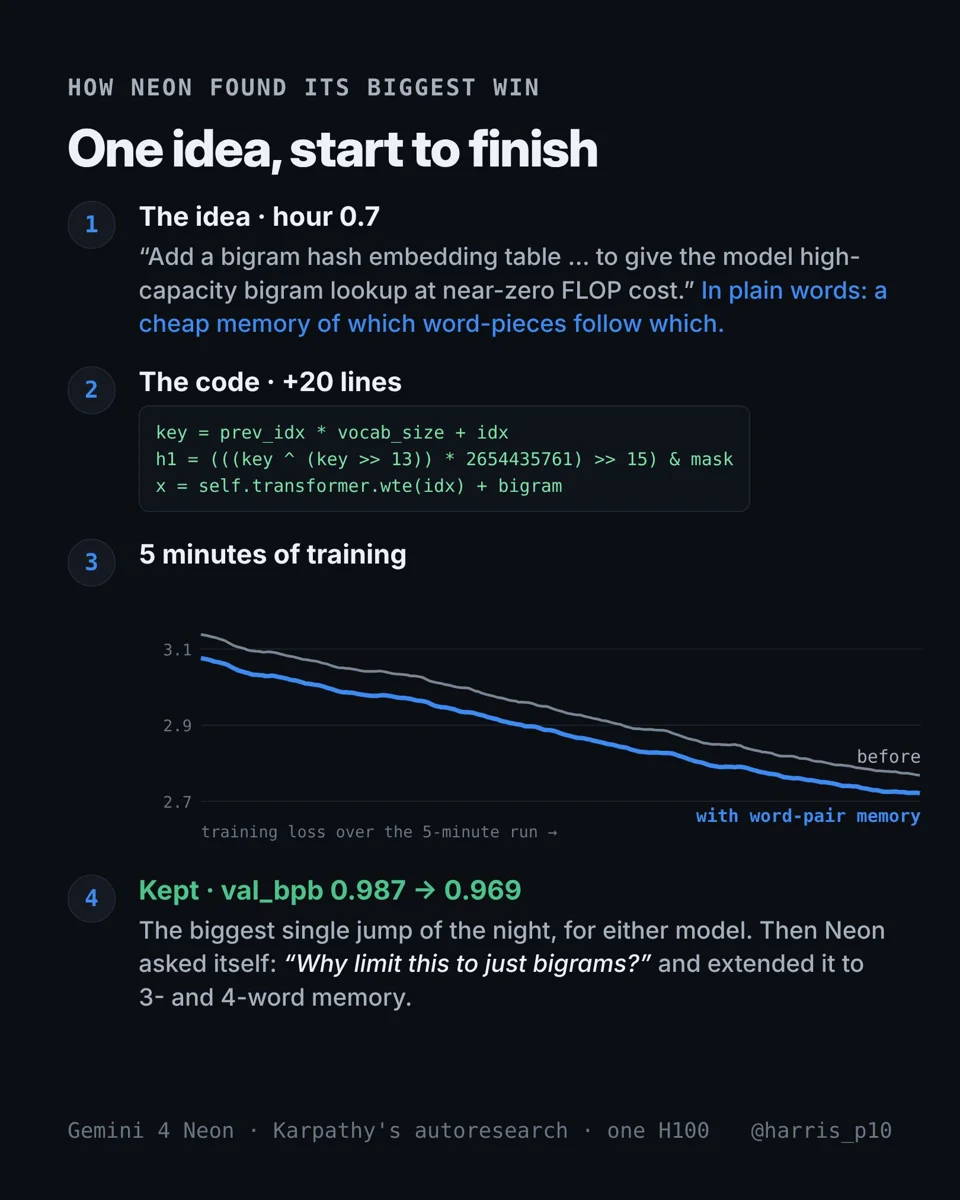 HOW NEON FOUND ITS BIGGEST WIN
One idea, start to finish
1
The idea · hour 0.7
“Add a bigram hash embedding table ... to give the model high-
capacity bigram lookup at near-zero FLOP cost.” In plain words: a
cheap memory of which word-pieces follow which.
2
The code · +20 lines
key = prev_idx * vocab_size + idx
h1 = (((key ^ (key >> 13)) * 2654435761) >> 15) & mask
x = self.transformer.wte(idx) + bigram
3
5 minutes of training
3.1
2.9
before
2.7
with word-pair memory
training loss over the 5-minute run →
4
Kept · val_bpb 0.987 → 0.969
The biggest single jump of the night, for either model. Then Neon
asked itself: “Why limit this to just bigrams?” and extended it to
3- and 4-word memory.
Gemini 4 Neon · Karpathy's autoresearch · one H100 @harris_p10